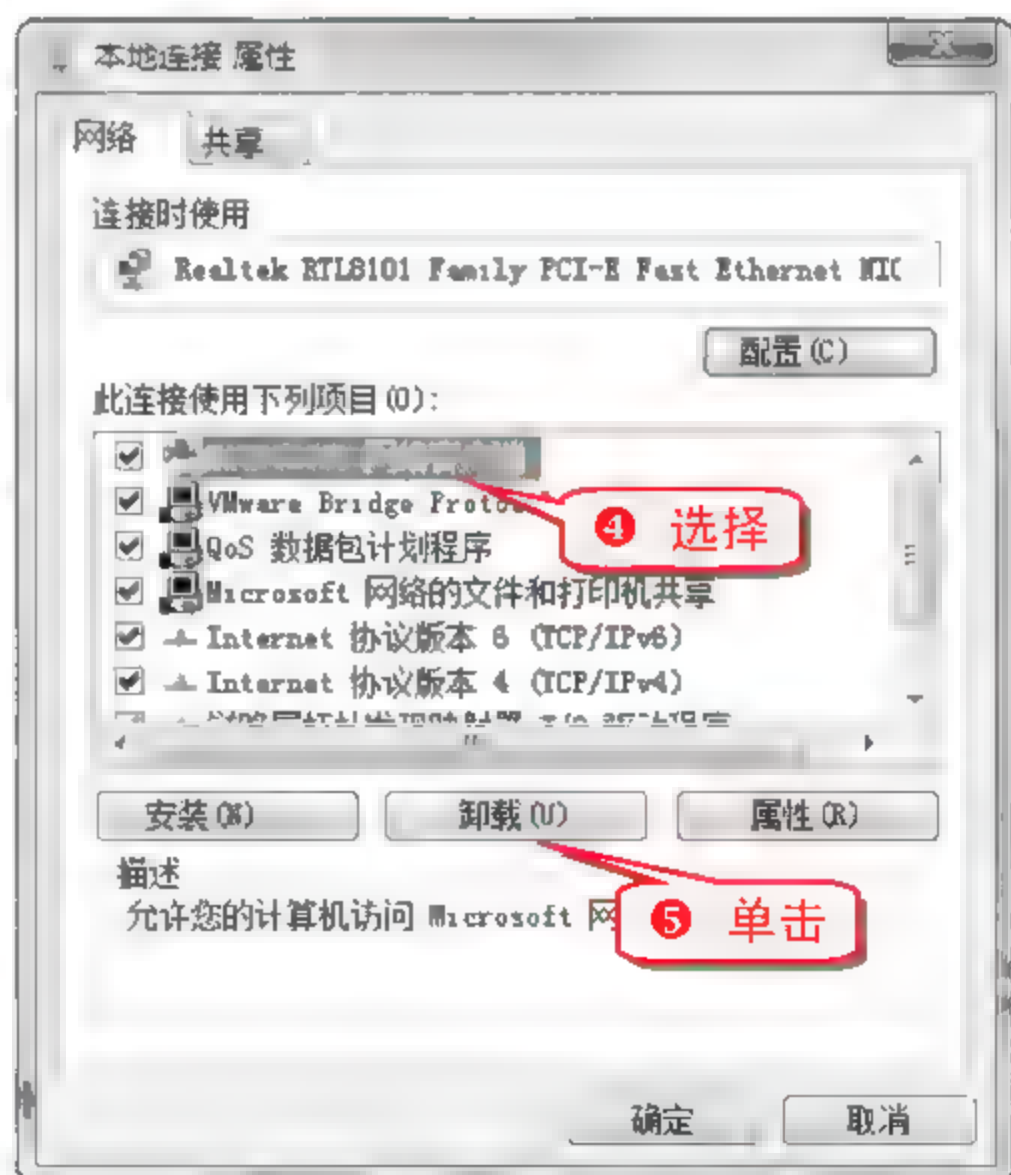 本地连接 属性
网络
共享
连接时使用
Realtek RTL8101 Family PCI-E Fast Ethernet NIC
配置(C)
此连接使用下列项目(O):
VMware Bridge
❹ 选择
QoS 数据包计划程序
Microsoft 网络的文件和打印机共享
Internet 协议版本 6 (TCP/IPv6)
Internet 协议版本 4 (TCP/IPv4)
安装(N)
卸载(U)
属性(R)
描述
允许您的计算机访问 Microsoft 网
❺ 单击
确定
取消